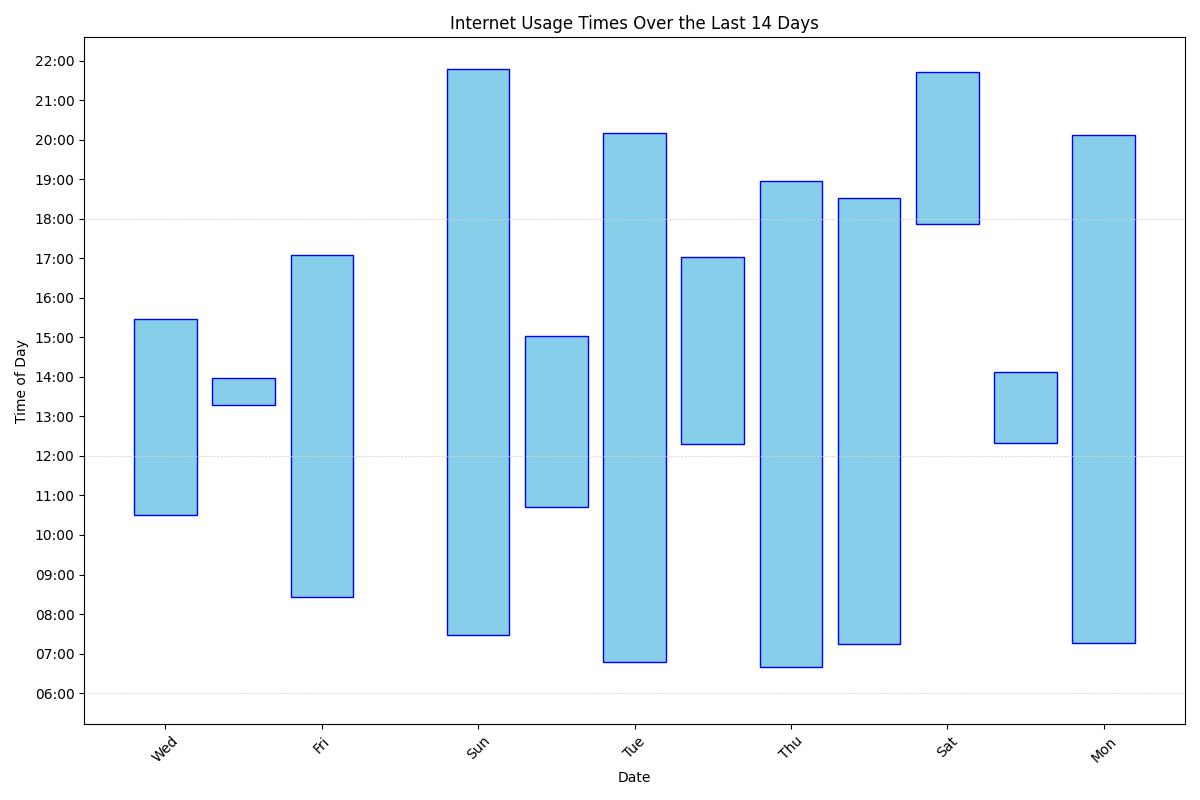 Internet Usage Times Over the Last 14 Days
22:00
21:00
20:00
19:00
18:00
17:00
16:00
15:00
14:00
13:00
12:00
11:00
10:00
09:00
08:00
07:00
06:00
Time of Day
Wed
Fri
Sun
Tue
Thu
Sat
Mon
Date